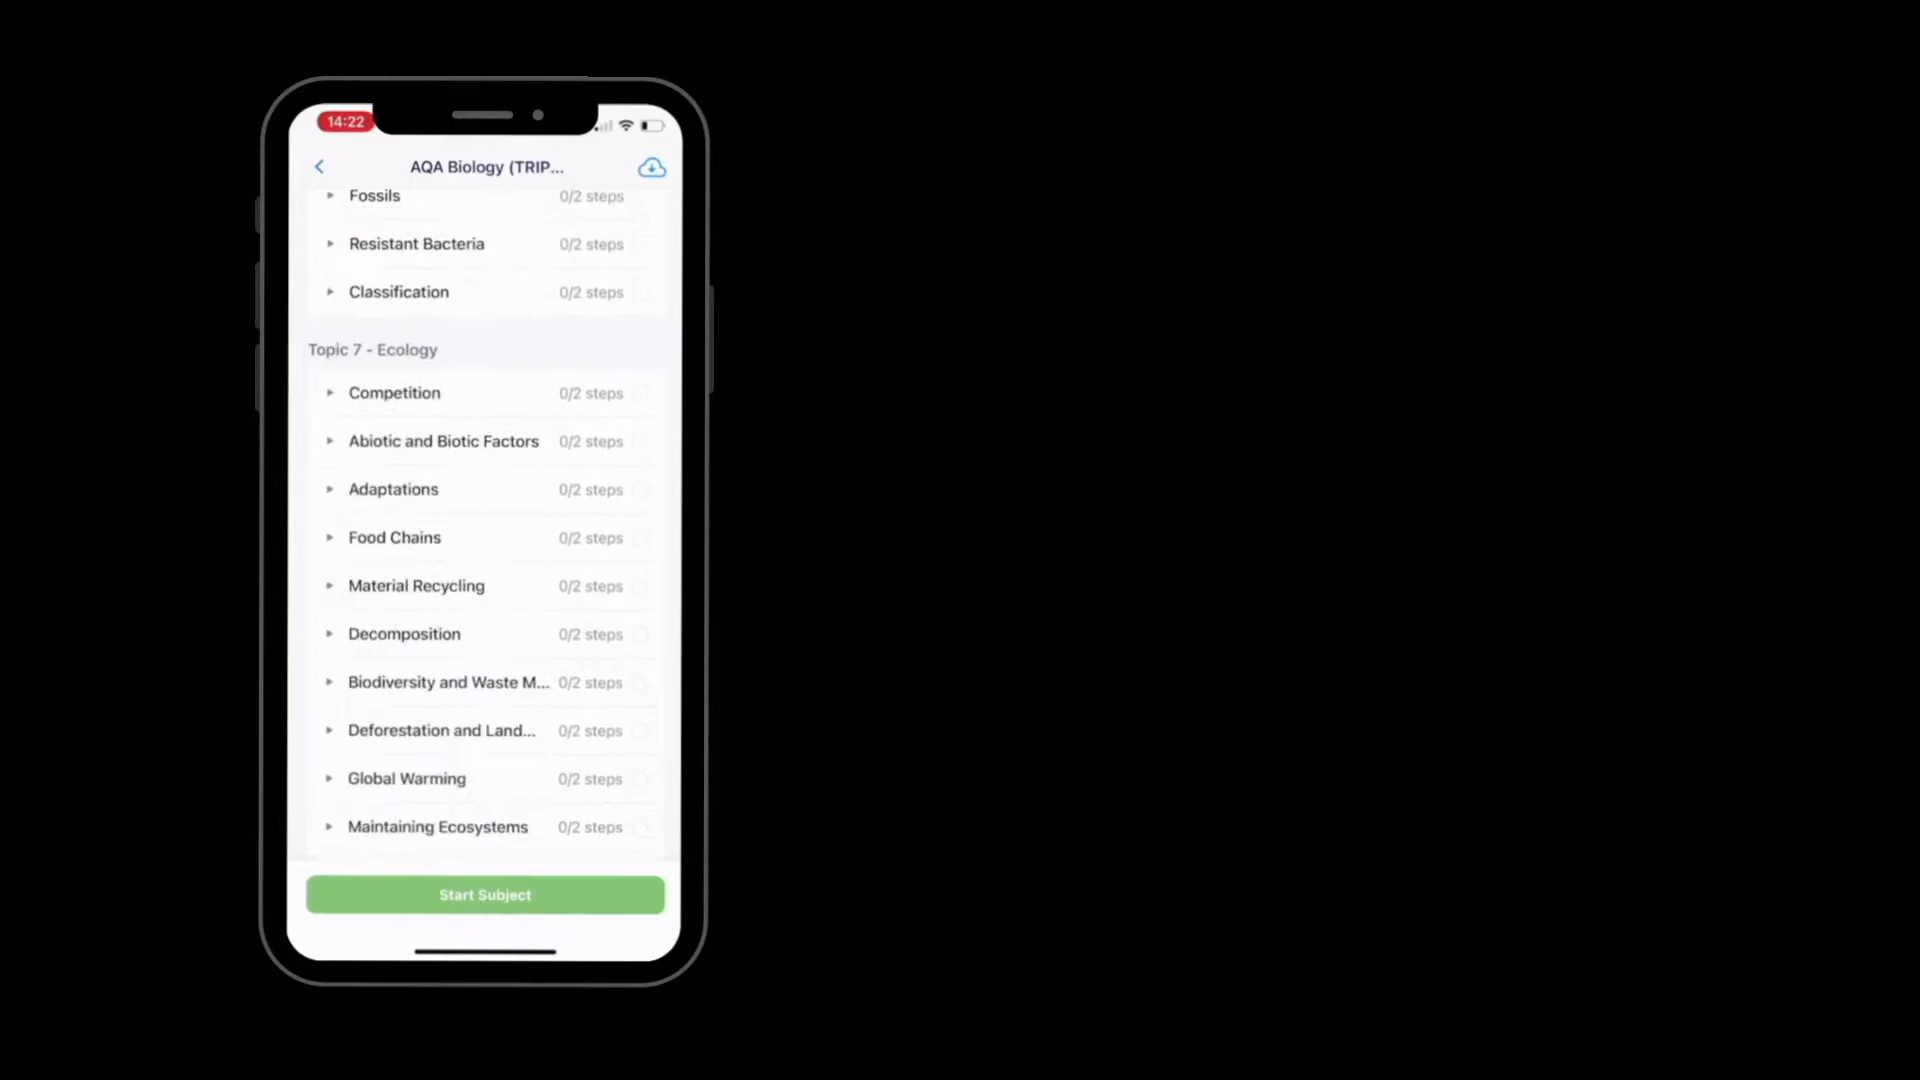 14:22
AQA Biology (TRIP...
Fossils 0/2 steps
Resistant Bacteria 0/2 steps
Classification 0/2 steps
Topic 7 - Ecology
Competition 0/2 steps
Abiotic and Biotic Factors 0/2 steps
Adaptations 0/2 steps
Food Chains 0/2 steps
Material Recycling 0/2 steps
Decomposition 0/2 steps
Biodiversity and Waste M... 0/2 steps
Deforestation and Land... 0/2 steps
Global Warming 0/2 steps
Maintaining Ecosystems 0/2 steps
Start Subject